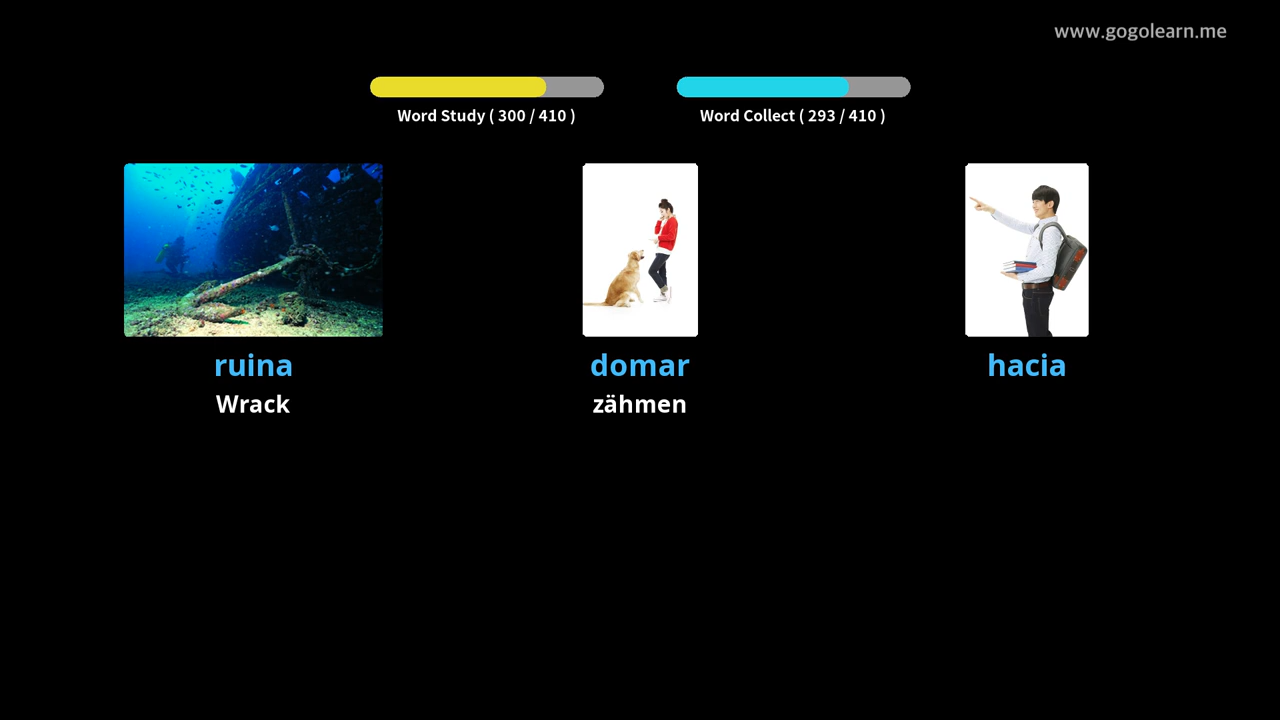 www.gogolearn.me
Word Study ( 300 / 410 )
Word Collect ( 293 / 410 )
ruina
domar
hacia
Wrack
zähmen